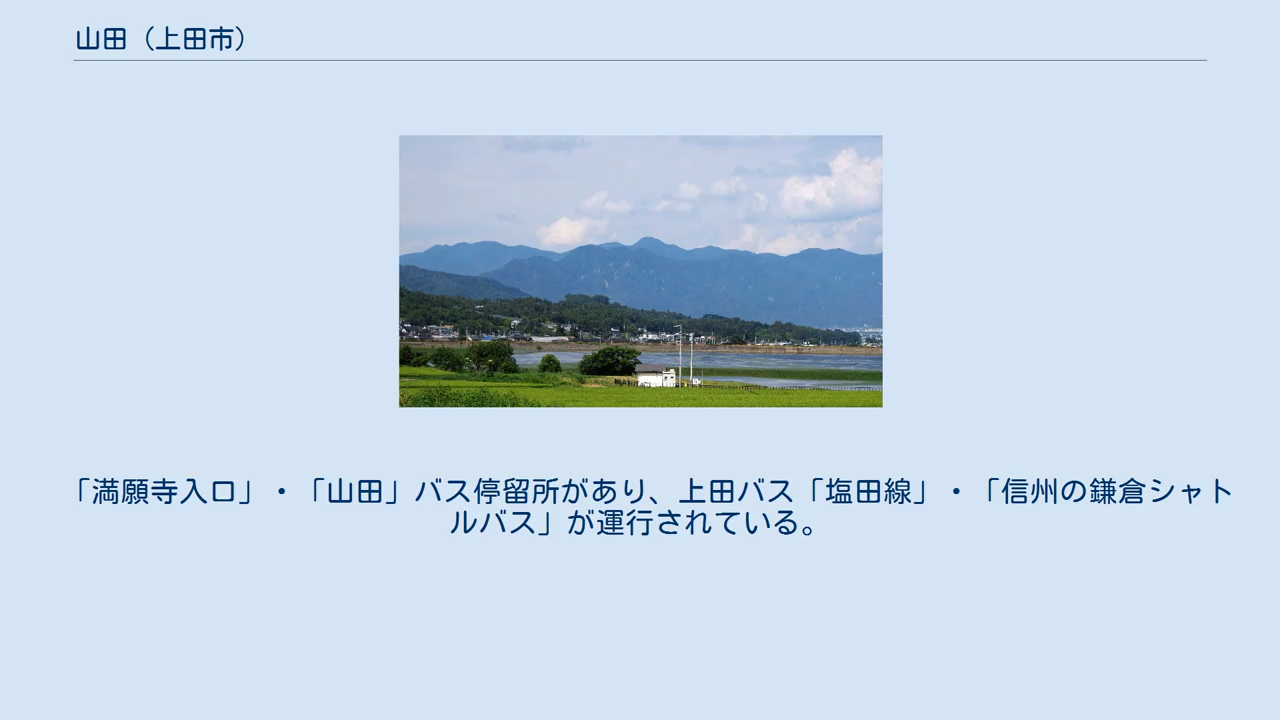 山田（上田市）
「満願寺入口」・「山田」バス停留所があり、上田バス「塩田線」・「信州の鎌倉シャト
ルバス」が運行されている。